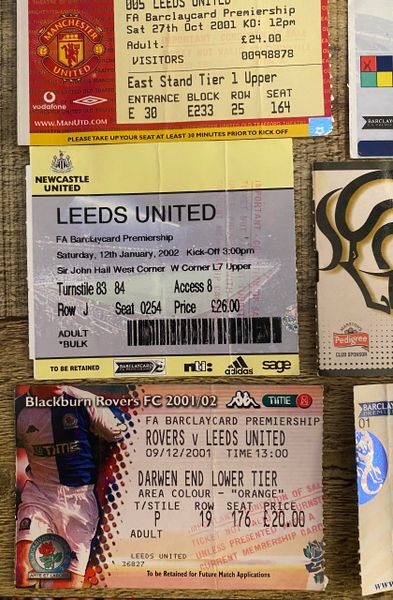 005 LEEDS UNITED
FA Barclaycard Premiership
Sat 27th Oct 2001 KO: 12pm
Adult. £24.00
VISITORS 00998878
East Stand Tier 1 Upper
ENTRANCE BLOCK ROW SEAT
E 30 E233 25 164
MANCHESTER
UNITED
vodafone
www.ManUtd.com
PLEASE TAKE UP YOUR SEAT AT LEAST 30 MINUTES PRIOR TO KICK OFF
NEWCASTLE
UNITED
LEEDS UNITED
FA Barclaycard Premiership
Saturday, 12th January, 2002 Kick-Off 3:00pm
Sir John Hall West Corner W Corner L7 Upper
Turnstile 83 84 Access 8
Row J Seat 0254 Price £26.00
ADULT
*BULK
TO BE RETAINED BARCLAYCARD ntl: adidas sage
Pedigree
CLUB SPONSOR
Blackburn Rovers FC 2001/02 TIME
FA BARCLAYCARD PREMIERSHIP
ROVERS v LEEDS UNITED
09/12/2001 TIME 13:00
DARWEN END LOWER TIER
AREA COLOUR - "ORANGE"
T/STILE ROW SEAT PRICE
P 19 176 £20.00
ADULT
LEEDS UNITED
36827
To be Retained for Future Match Applications
BARCLAY
01